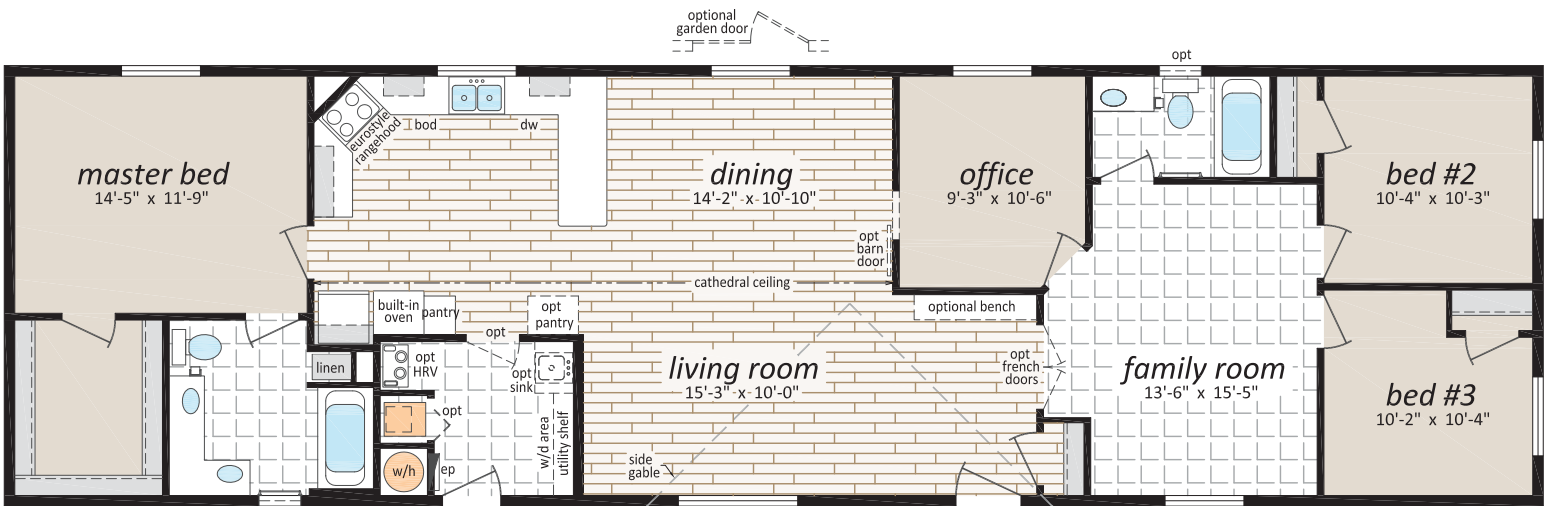 optional
garden door
opt
eurostyle
rangehood
bod
dw
master bed
14'-5" x 11'-9"
dining
14'-2" x 10'-10"
office
9'-3" x 10'-6"
bed #2
10'-4" x 10'-3"
opt
barn
door
cathedral ceiling
built-in
oven
pantry
opt
pantry
optional bench
opt
opt
HRV
opt
sink
linen
living room
15'-3" x 10'-0"
opt
french
doors
family room
13'-6" x 15'-5"
bed #3
10'-2" x 10'-4"
opt
w/d area
utility shelf
side
gable
w/h
ep